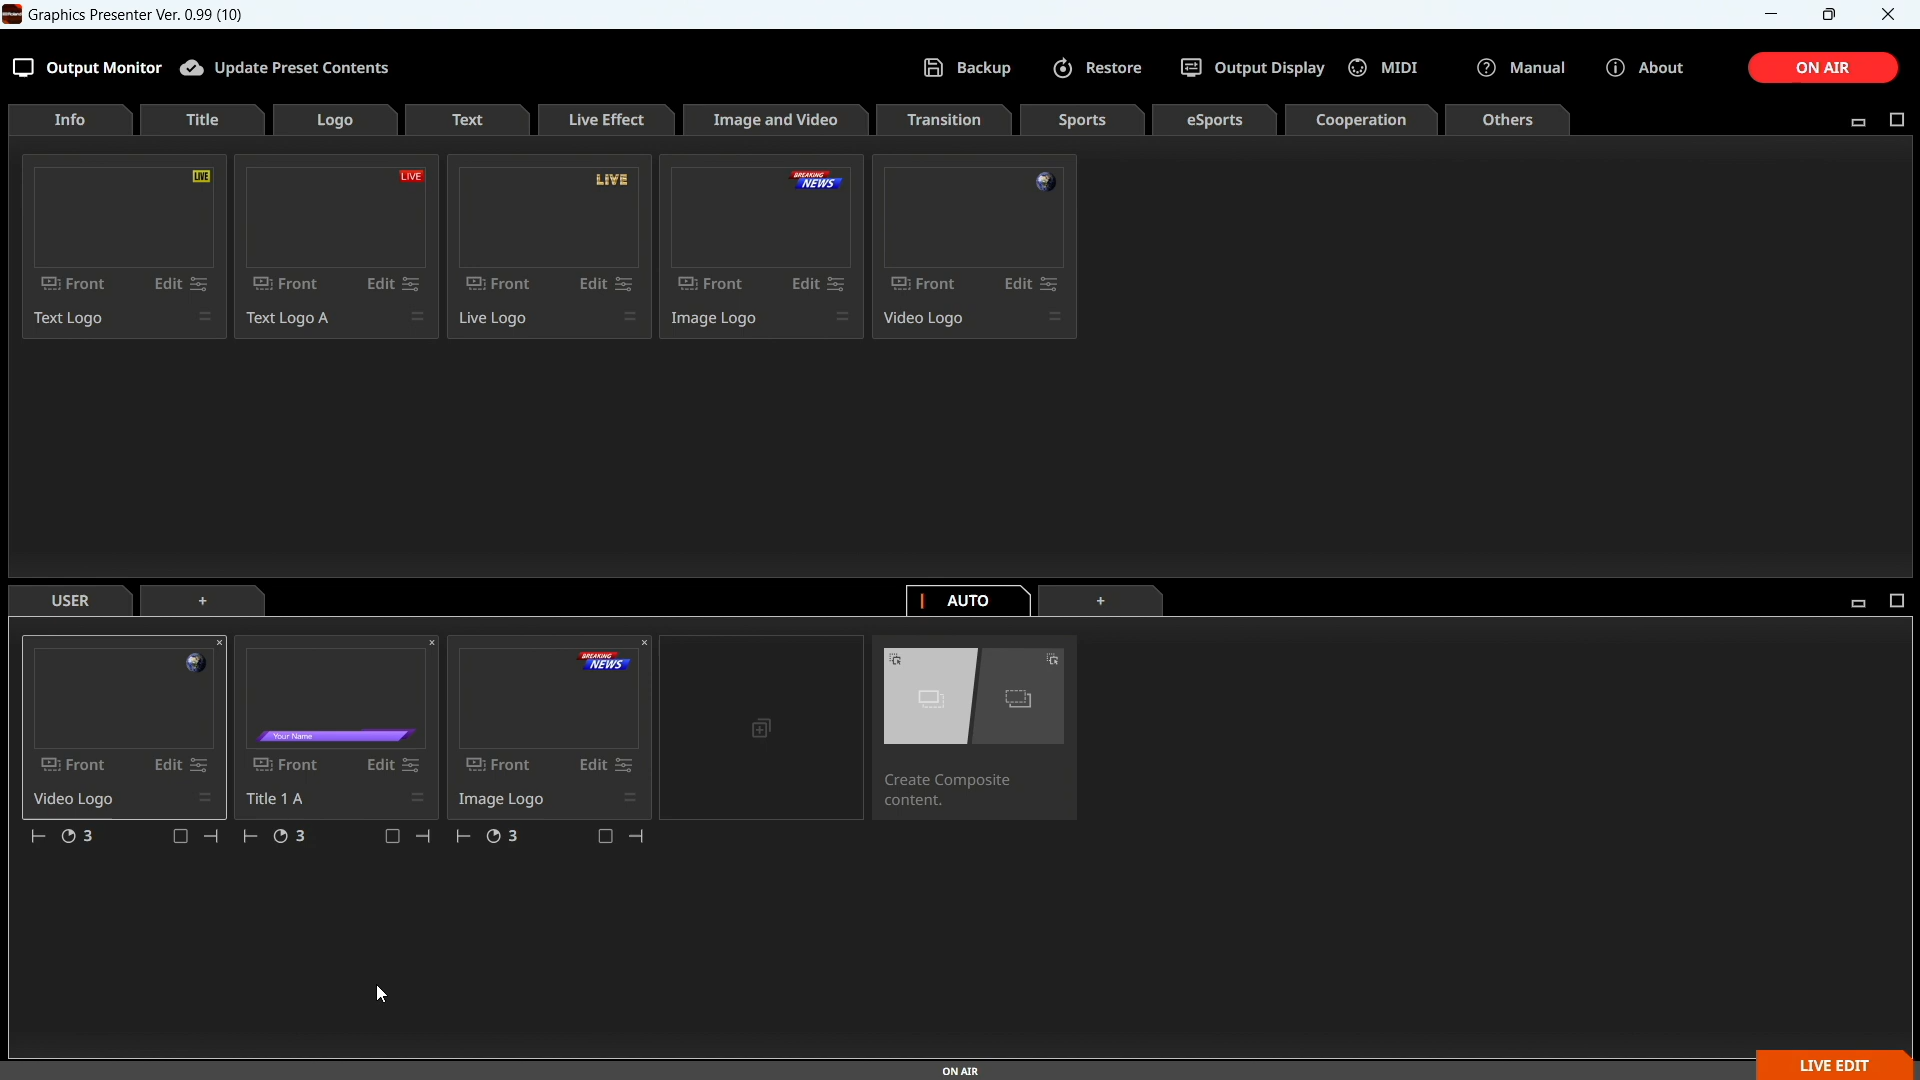 Graphics Presenter Ver. 0.99 (10)
Output Monitor Update Preset Contents Backup Restore Output Display MIDI Manual About ON AIR
Info Title Logo Text Live Effect Image and Video Transition Sports eSports Cooperation Others
LIVE LIVE LIVE BREAKING NEWS
Front Edit Front Edit Front Edit Front Edit Front Edit
Text Logo Text Logo A Live Logo Image Logo Video Logo
USER + AUTO +
BREAKING NEWS
Your Name
Front Edit Front Edit Front Edit
Create Composite
content.
Video Logo Title 1 A Image Logo
3 3 3
ON AIR
LIVE EDIT